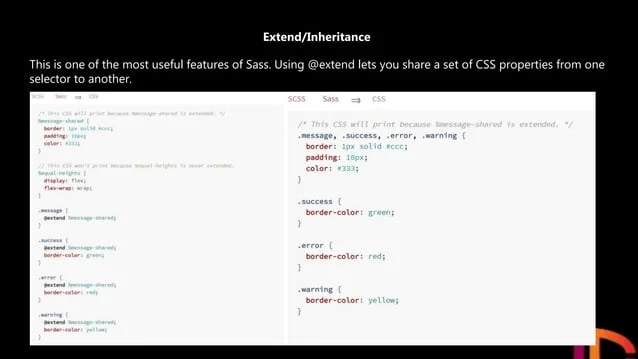 Extend/Inheritance
This is one of the most useful features of Sass. Using @extend lets you share a set of CSS properties from one
selector to another.
SCSS Sass ⇒ CSS
/* This CSS will print because %message-shared is extended. */
%message-shared {
border: 1px solid #ccc;
padding: 10px;
color: #333;
}
// This CSS won't print because %equal-heights is never extended.
%equal-heights {
display: flex;
flex-wrap: wrap;
}
.message {
@extend %message-shared;
}
.success {
@extend %message-shared;
border-color: green;
}
.error {
@extend %message-shared;
border-color: red;
}
.warning {
@extend %message-shared;
border-color: yellow;
}
SCSS Sass ⇒ CSS
/* This CSS will print because %message-shared is extended. */
.message, .success, .error, .warning {
border: 1px solid #ccc;
padding: 10px;
color: #333;
}
.success {
border-color: green;
}
.error {
border-color: red;
}
.warning {
border-color: yellow;
}